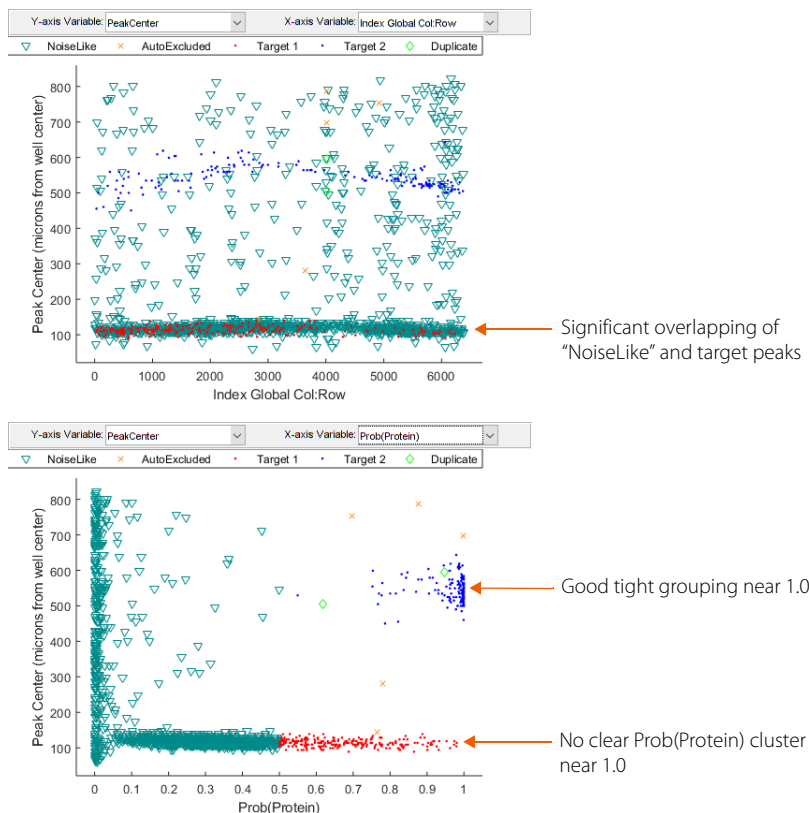 Y-axis Variable: PeakCenter X-axis Variable: Index Global Col:Row
NoiseLike AutoExcluded Target 1 Target 2 Duplicate
Peak Center (microns from well center)
800
700
600
500
400
300
200
100
0 1000 2000 3000 4000 5000 6000
Index Global Col:Row
Significant overlapping of
“NoiseLike” and target peaks
Y-axis Variable: PeakCenter X-axis Variable: Prob(Protein)
NoiseLike AutoExcluded Target 1 Target 2 Duplicate
Peak Center (microns from well center)
800
700
600
500
400
300
200
100
0 0.1 0.2 0.3 0.4 0.5 0.6 0.7 0.8 0.9 1
Prob(Protein)
Good tight grouping near 1.0
No clear Prob(Protein) cluster
near 1.0